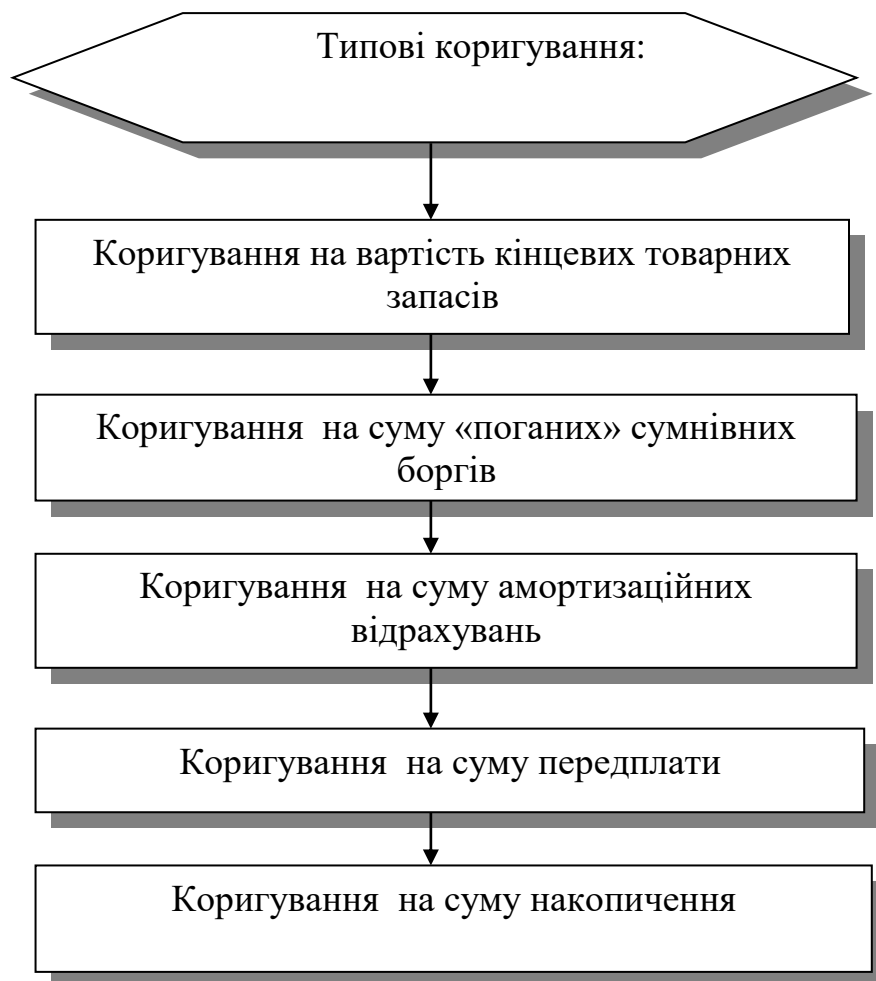 Типові коригування:
Коригування на вартість кінцевих товарних
запасів
Коригування на суму «поганих» сумнівних
боргів
Коригування на суму амортизаційних
відрахувань
Коригування на суму передплати
Коригування на суму накопичення